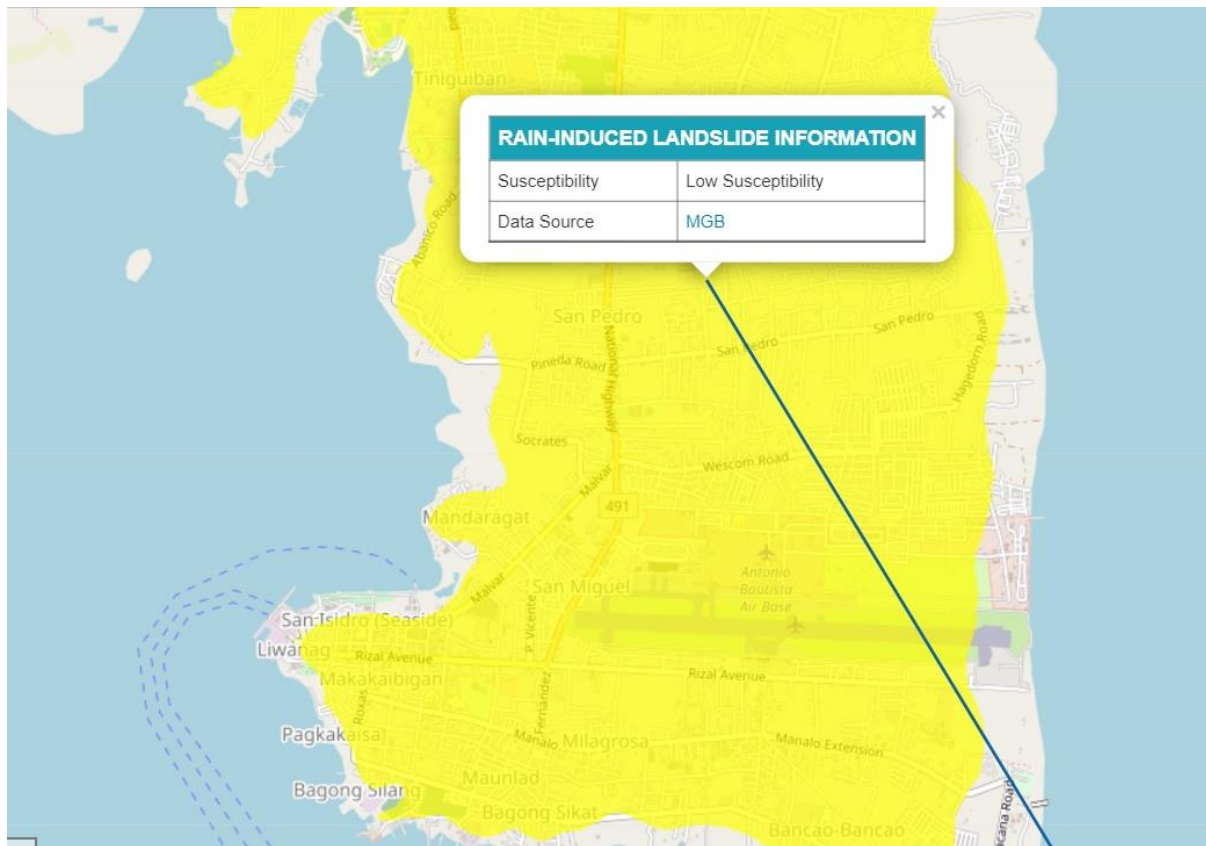 Road
Tiniguiban
×
RAIN-INDUCED LANDSLIDE INFORMATION
Susceptibility Low Susceptibility
Data Source MGB
Abanico Road
San Pedro
San Pedro
San Pedro
National Highway
Pineda Road
Hagedorn Road
Socrates
Malvar
Wescom Road
491
Mandaragat
Antonio
Bautista
Air Base
San Miguel
Malvar
P. Vicente
San Isidro (Seaside)
Liwanag
Rizal Avenue
Rizal Avenue
Makakaibigan
Roxas
Fernandez
Pagkakaisa
Manalo
Milagrosa
Manalo Extension
Maunlad
Bagong Silang
Bagong Sikat
Bancao-Bancao
cana Road